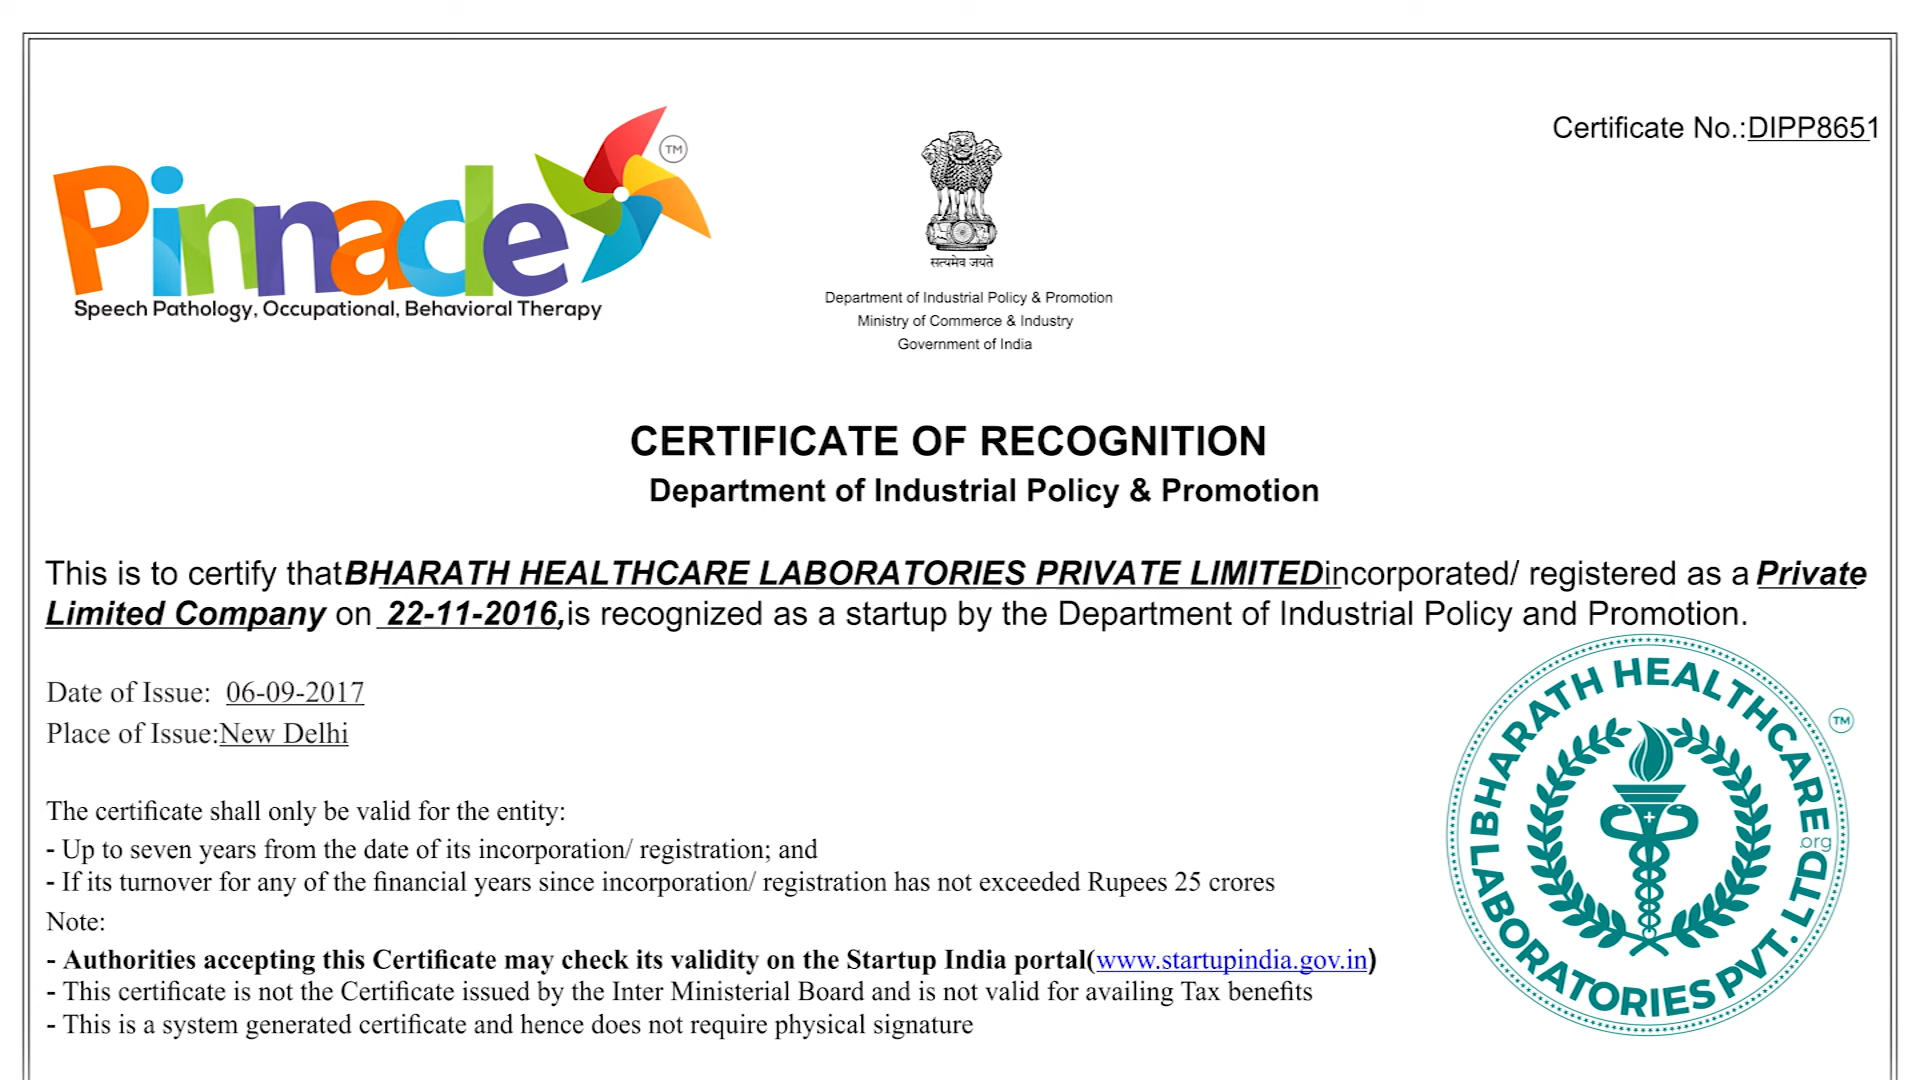 Certificate No.:DIPP8651
Pinnacle
TM
Speech Pathology, Occupational, Behavioral Therapy
सत्यमेव जयते
Department of Industrial Policy & Promotion
Ministry of Commerce & Industry
Government of India
CERTIFICATE OF RECOGNITION
Department of Industrial Policy & Promotion
This is to certify that BHARATH HEALTHCARE LABORATORIES PRIVATE LIMITED incorporated/ registered as a Private
Limited Company on 22-11-2016, is recognized as a startup by the Department of Industrial Policy and Promotion.
Date of Issue: 06-09-2017
Place of Issue:New Delhi
The certificate shall only be valid for the entity:
- Up to seven years from the date of its incorporation/ registration; and
- If its turnover for any of the financial years since incorporation/ registration has not exceeded Rupees 25 crores
Note:
- Authorities accepting this Certificate may check its validity on the Startup India portal(www.startupindia.gov.in)
- This certificate is not the Certificate issued by the Inter Ministerial Board and is not valid for availing Tax benefits
- This is a system generated certificate and hence does not require physical signature
BHARATH HEALTHCARE
LABORATORIES PVT. LTD
.org
TM